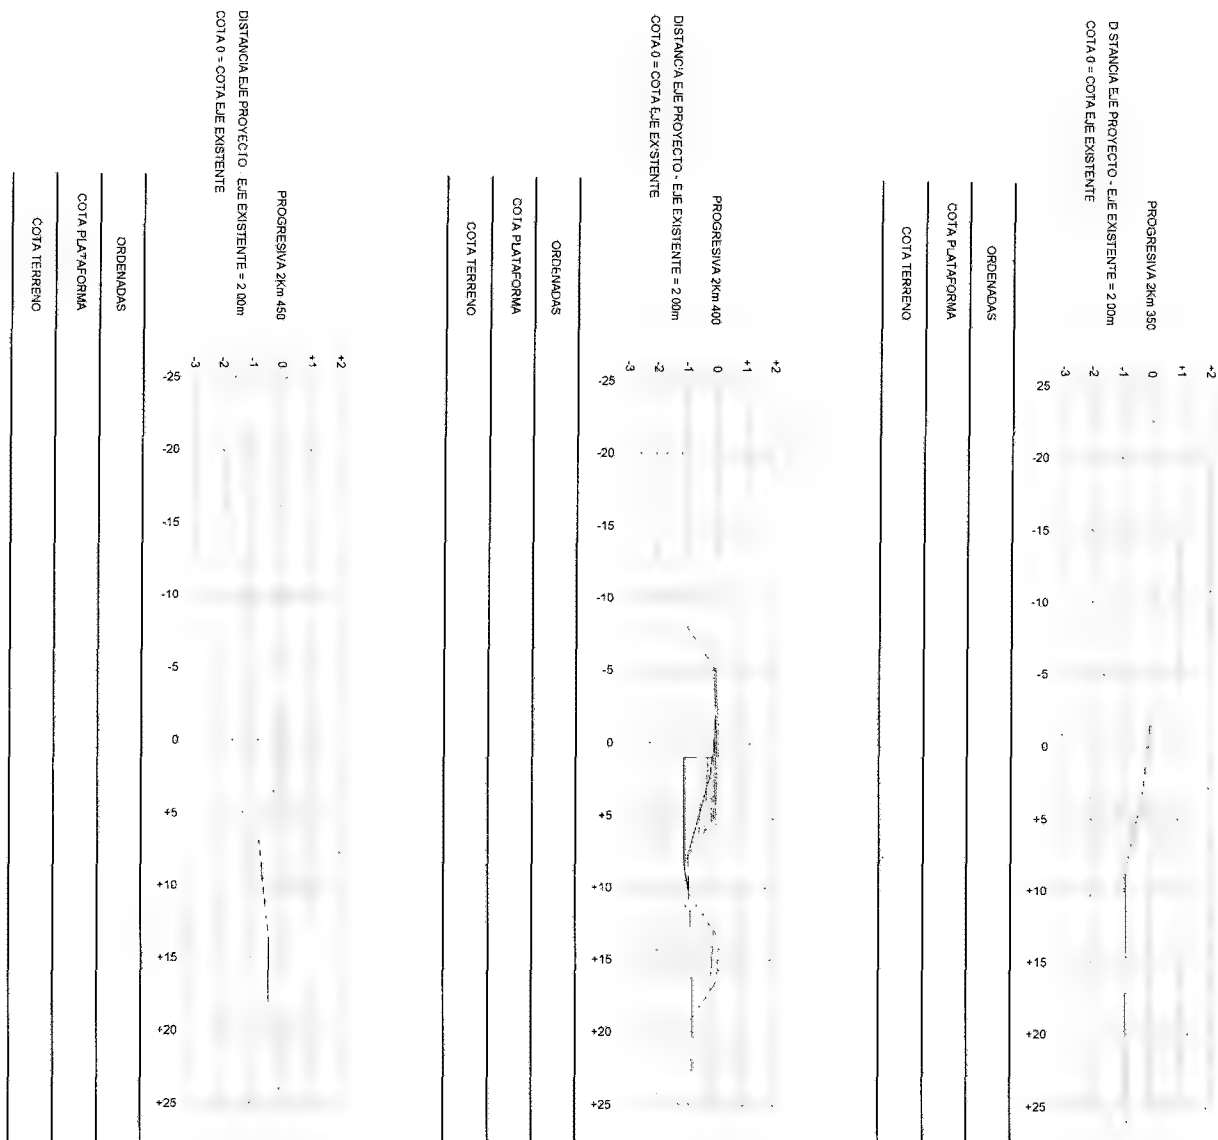 +2
+1
PROGRESIVA 2Km 350
0
D STANCIA EJE PROYECTO - EJE EXISTENTE = 2 00m
-1
COTA 0 = COTA EJE EXISTENTE
-2
-3
25 -20 -15 -10 -5 0 +5 +10 +15 +20 +25
ORDENADAS
COTA PLATAFORMA
COTA TERRENO
+2
+1
PROGRESIVA 2Km 400
0
DISTANCIA EJE PROYECTO - EJE EXISTENTE = 2 00m
-1
COTA 0 = COTA EJE EXISTENTE
-2
-3
-25 -20 -15 -10 -5 0 +5 +10 +15 +20 +25
ORDENADAS
COTA PLATAFORMA
COTA TERRENO
+2
+1
PROGRESIVA 2Km 450
0
DISTANCIA EJE PROYECTO - EJE EXISTENTE = 2 00m
-1
COTA 0 = COTA EJE EXISTENTE
-2
-3
-25 -20 -15 -10 -5 0 +5 +10 +15 +20 +25
ORDENADAS
COTA PLATAFORMA
COTA TERRENO